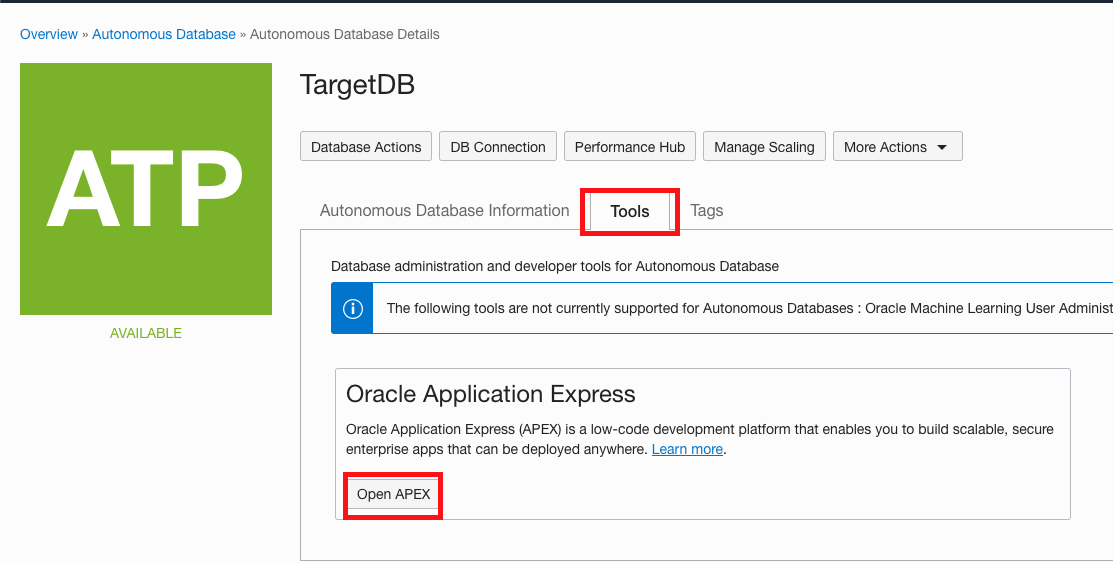 Overview » Autonomous Database » Autonomous Database Details
ATP
AVAILABLE
TargetDB
Database Actions
DB Connection
Performance Hub
Manage Scaling
More Actions
Autonomous Database Information
Tools
Tags
Database administration and developer tools for Autonomous Database
The following tools are not currently supported for Autonomous Databases : Oracle Machine Learning User Administ
Oracle Application Express
Oracle Application Express (APEX) is a low-code development platform that enables you to build scalable, secure
enterprise apps that can be deployed anywhere. Learn more.
Open APEX